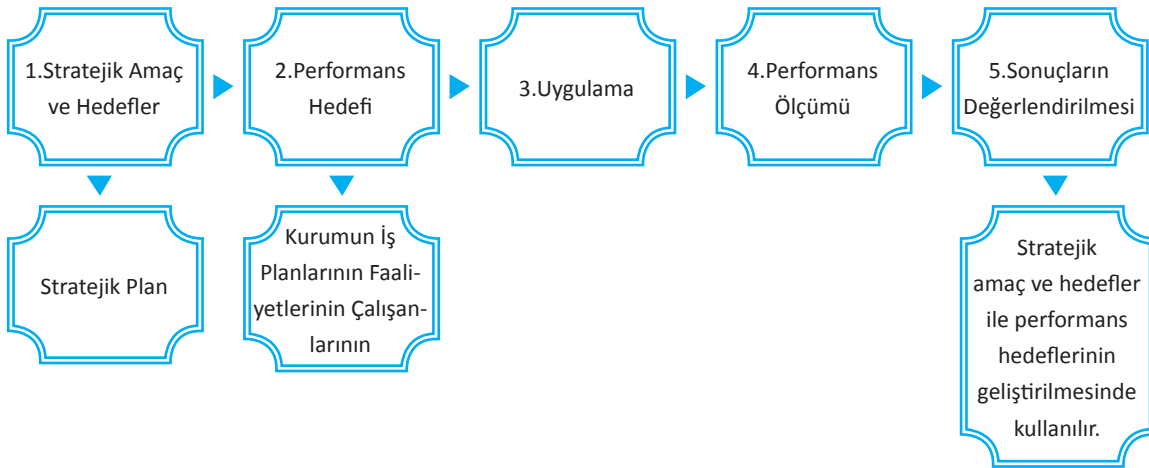 1.Stratejik Amaç
ve Hedefler
2.Performans
Hedefi
3.Uygulama
4.Performans
Ölçümü
5.Sonuçların
Değerlendirilmesi
Stratejik Plan
Kurumun İş
Planlarının Faali-
yetlerinin Çalışan-
larının
Stratejik
amaç ve hedefler
ile performans
hedeflerinin
geliştirilmesinde
kullanılır.